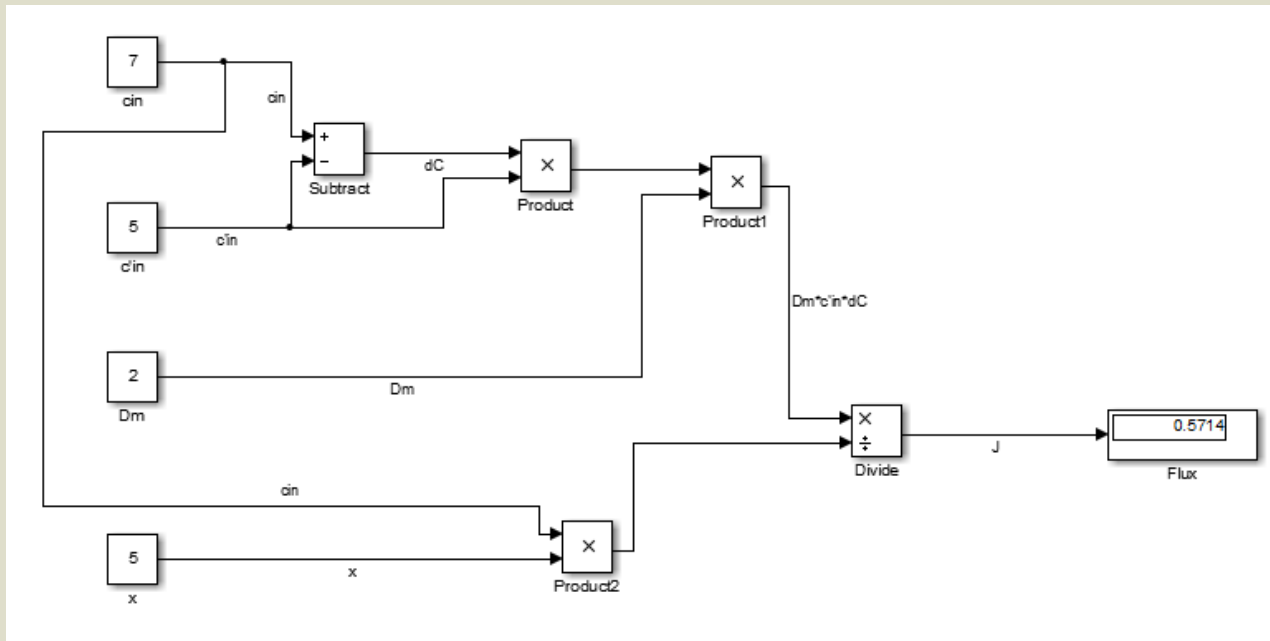 7
cin
cin
+
−
Subtract
dC
×
Product
×
Product1
5
c'in
c'in
Dm*c'in*dC
2
Dm
Dm
×
÷
Divide
J
0.5714
Flux
cin
5
x
x
×
Product2